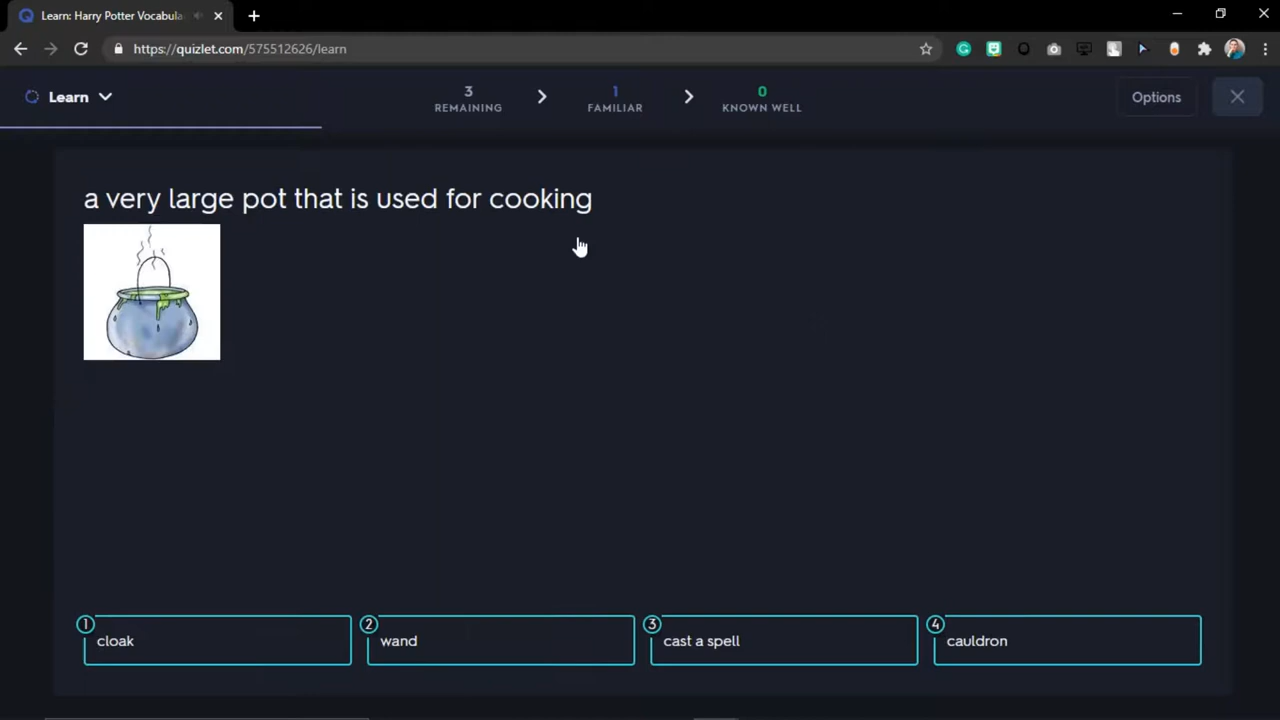 Learn: Harry Potter Vocabula
https://quizlet.com/575512626/learn
Learn
3
REMAINING
1
FAMILIAR
0
KNOWN WELL
Options
a very large pot that is used for cooking
1
cloak
2
wand
3
cast a spell
4
cauldron